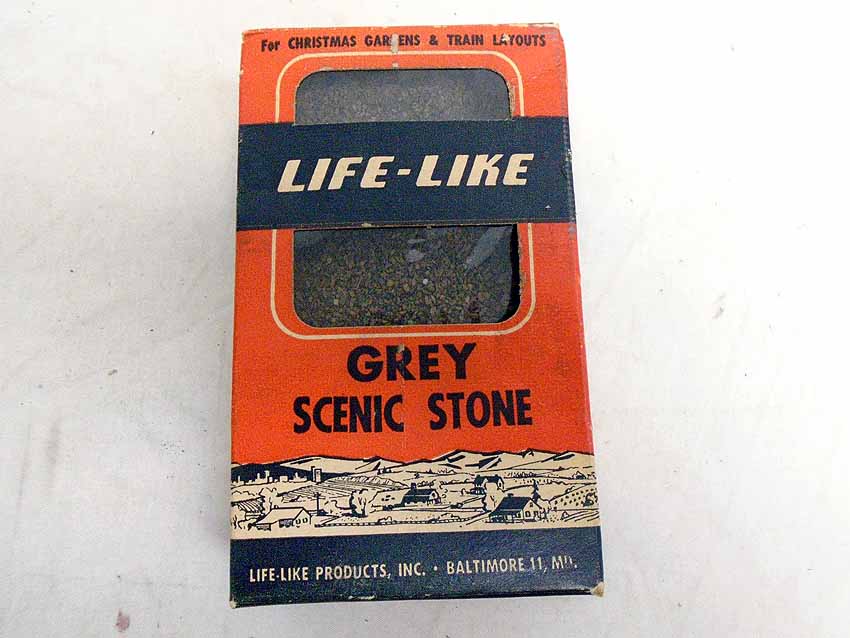 For CHRISTMAS GARDENS & TRAIN LAYOUTS
LIFE-LIKE
GREY
SCENIC STONE
LIFE-LIKE PRODUCTS, INC. • BALTIMORE 11, MD.